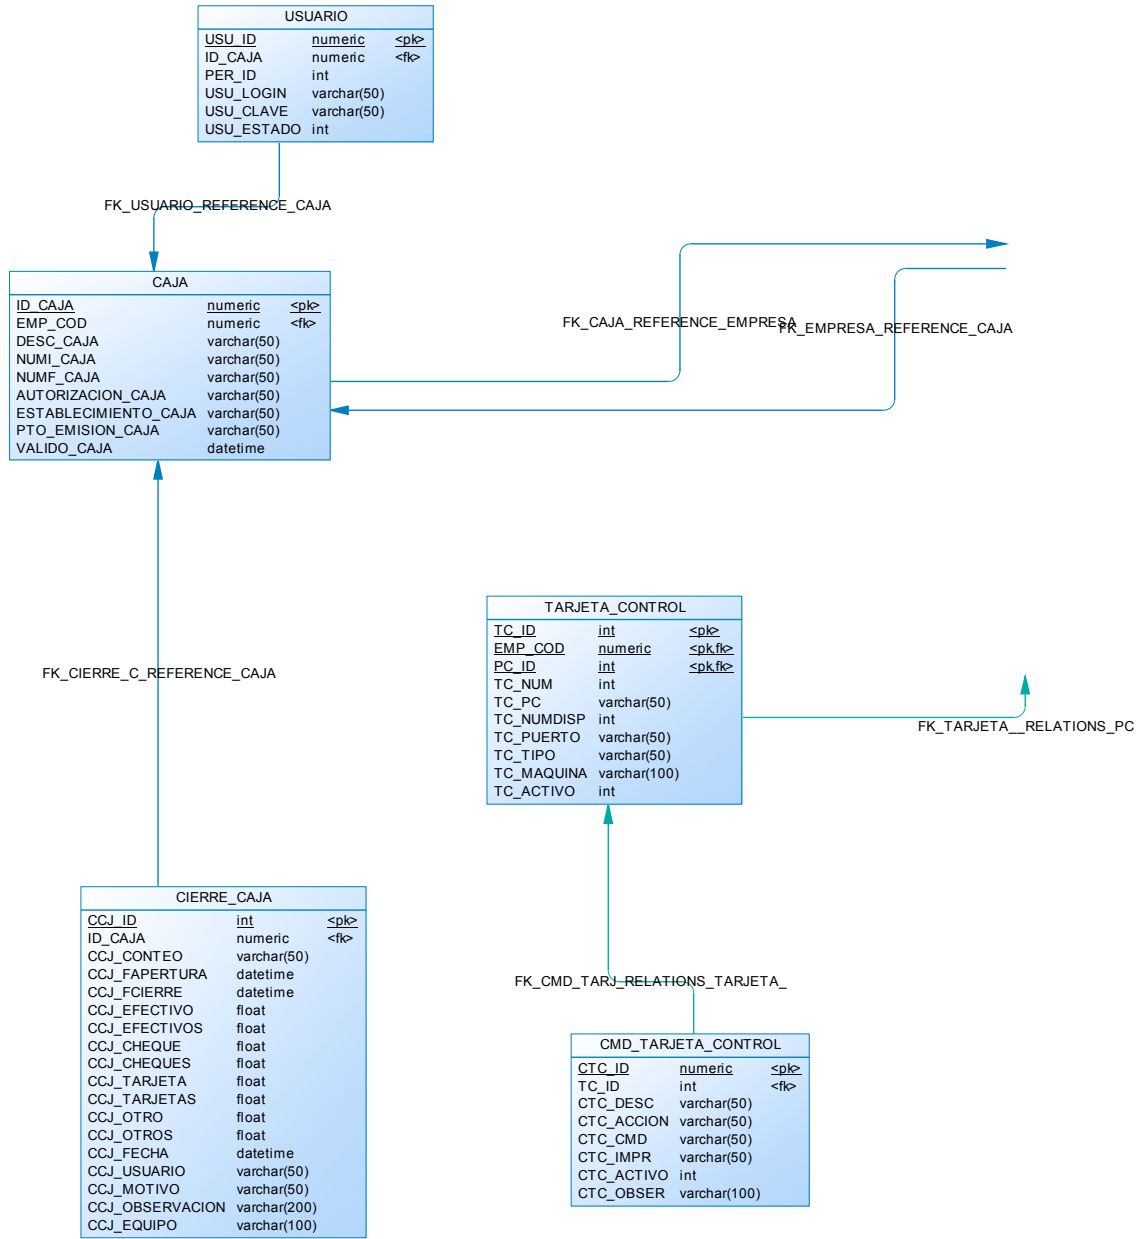 USUARIO
USU_ID numeric <pk>
ID_CAJA numeric <fk>
PER_ID int
USU_LOGIN varchar(50)
USU_CLAVE varchar(50)
USU_ESTADO int
FK_USUARIO_REFERENCE_CAJA
CAJA
ID_CAJA numeric <pk>
EMP_COD numeric <fk>
DESC_CAJA varchar(50)
NUMI_CAJA varchar(50)
NUMF_CAJA varchar(50)
AUTORIZACION_CAJA varchar(50)
ESTABLECIMIENTO_CAJA varchar(50)
PTO_EMISION_CAJA varchar(50)
VALIDO_CAJA datetime
FK_CAJA_REFERENCE_EMPRESA
FK_EMPRESA_REFERENCE_CAJA
TARJETA_CONTROL
TC_ID int <pk>
EMP_COD numeric <pk,fk>
PC_ID int <pk,fk>
TC_NUM int
TC_PC varchar(50)
TC_NUMDISP int
TC_PUERTO varchar(50)
TC_TIPO varchar(50)
TC_MAQUINA varchar(100)
TC_ACTIVO int
FK_CIERRE_C_REFERENCE_CAJA
FK_TARJETA__RELATIONS_PC
CIERRE_CAJA
CCJ_ID int <pk>
ID_CAJA numeric <fk>
CCJ_CONTEO varchar(50)
CCJ_FAPERTURA datetime
CCJ_FCIERRE datetime
CCJ_EFECTIVO float
CCJ_EFECTIVOS float
CCJ_CHEQUE float
CCJ_CHEQUES float
CCJ_TARJETA float
CCJ_TARJETAS float
CCJ_OTRO float
CCJ_OTROS float
CCJ_FECHA datetime
CCJ_USUARIO varchar(50)
CCJ_MOTIVO varchar(50)
CCJ_OBSERVACION varchar(200)
CCJ_EQUIPO varchar(100)
FK_CMD_TARJ_RELATIONS_TARJETA_
CMD_TARJETA_CONTROL
CTC_ID numeric <pk>
TC_ID int <fk>
CTC_DESC varchar(50)
CTC_ACCION varchar(50)
CTC_CMD varchar(50)
CTC_IMPR varchar(50)
CTC_ACTIVO int
CTC_OBSER varchar(100)